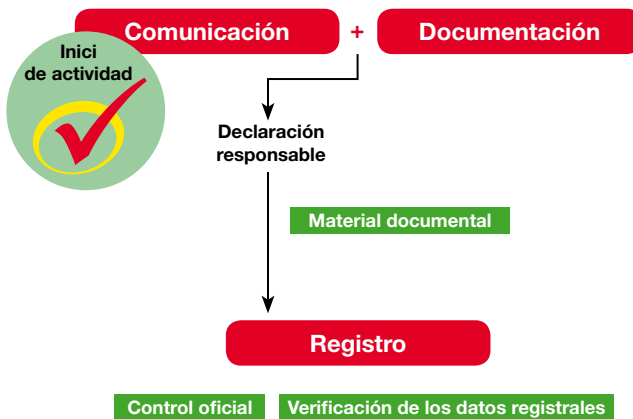 Comunicación + Documentación
Inici
de actividad
Declaración
responsable
Material documental
Registro
Control oficial
Verificación de los datos registrales